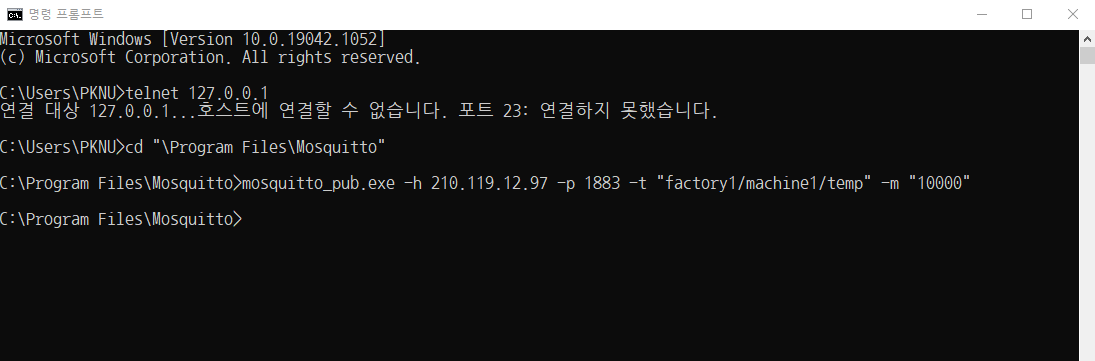 명령 프롬프트
Microsoft Windows [Version 10.0.19042.1052]
(c) Microsoft Corporation. All rights reserved.
C:\Users\PKNU>telnet 127.0.0.1
연결 대상 127.0.0.1...호스트에 연결할 수 없습니다. 포트 23: 연결하지 못했습니다.
C:\Users\PKNU>cd "\Program Files\Mosquitto"
C:\Program Files\Mosquitto>mosquitto_pub.exe -h 210.119.12.97 -p 1883 -t "factory1/machine1/temp" -m "10000"
C:\Program Files\Mosquitto>